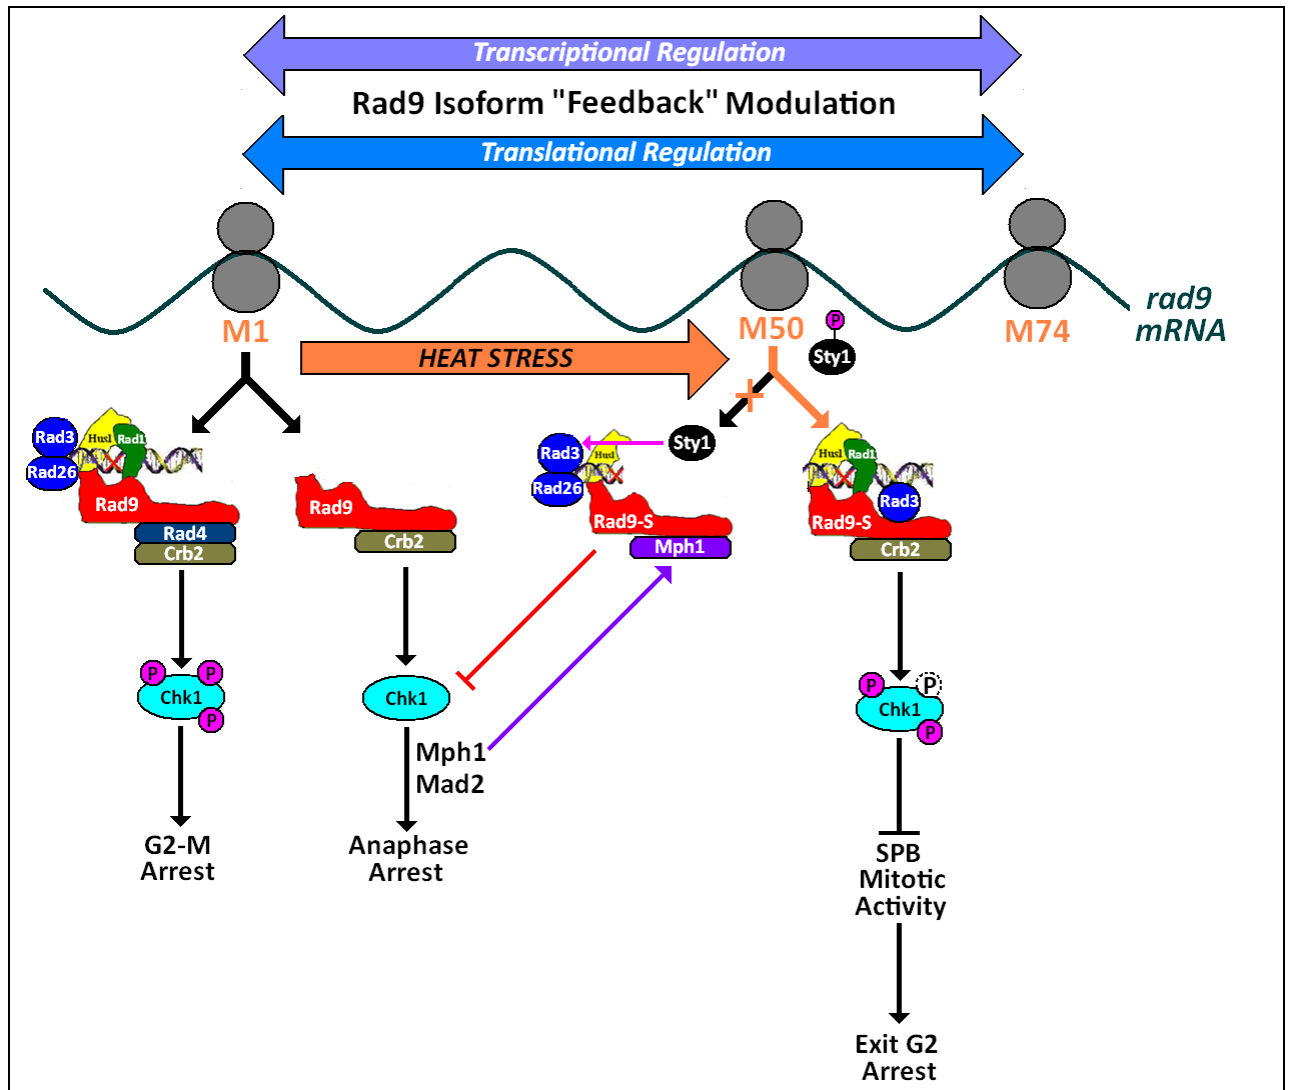 Transcriptional Regulation
Rad9 Isoform "Feedback" Modulation
Translational Regulation
rad9
mRNA
M1
M50
M74
P
Sty1
HEAT STRESS
Rad3
Rad26
Hus1
Rad1
Rad9
Rad4
Crb2
Rad9
Crb2
Sty1
Rad3
Rad26
Hus1
Rad9-S
Mph1
Hus1
Rad1
Rad3
Rad9-S
Crb2
P
P
Chk1
P
Chk1
P
P
Chk1
P
Mph1
Mad2
G2-M
Arrest
Anaphase
Arrest
SPB
Mitotic
Activity
Exit G2
Arrest